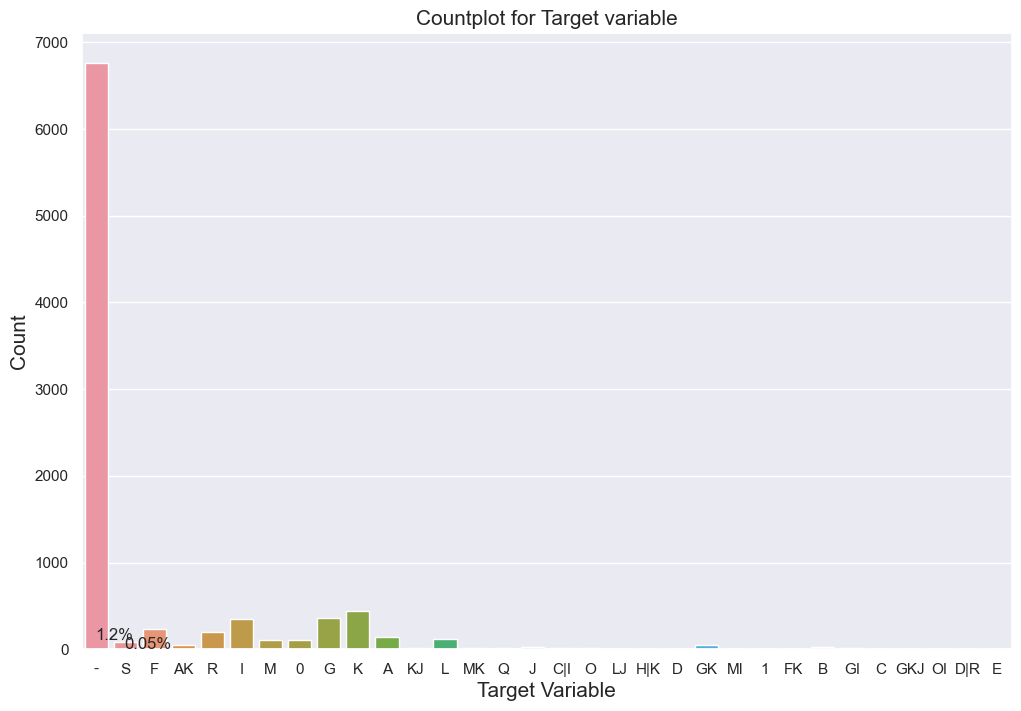 Countplot for Target variable
7000
6000
5000
4000
3000
2000
1000
0
Count
1.2%
0.05%
- S F AK R I M 0 G K A KJ L MK Q J C|I O LJ H|K D GK MI 1 FK B GI C GKJ OI D|R E
Target Variable